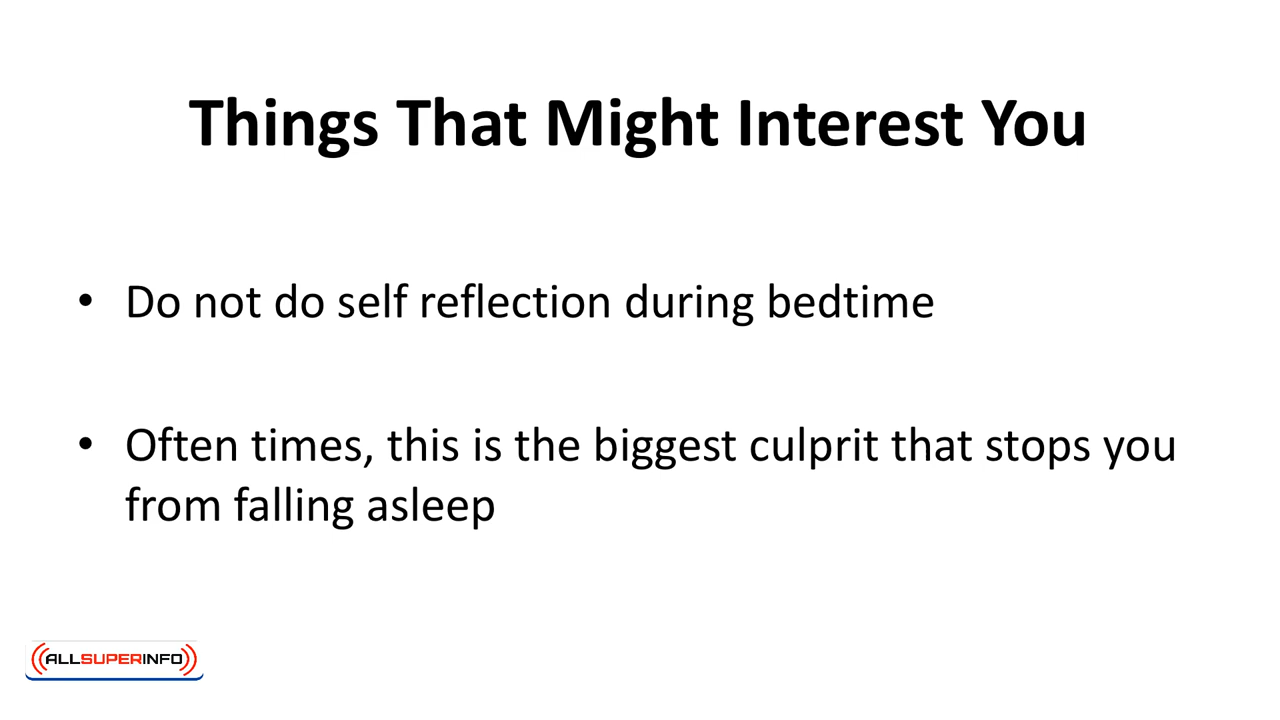 Things That Might Interest You
• Do not do self reflection during bedtime
• Often times, this is the biggest culprit that stops you
from falling asleep
ALLSUPERINFO